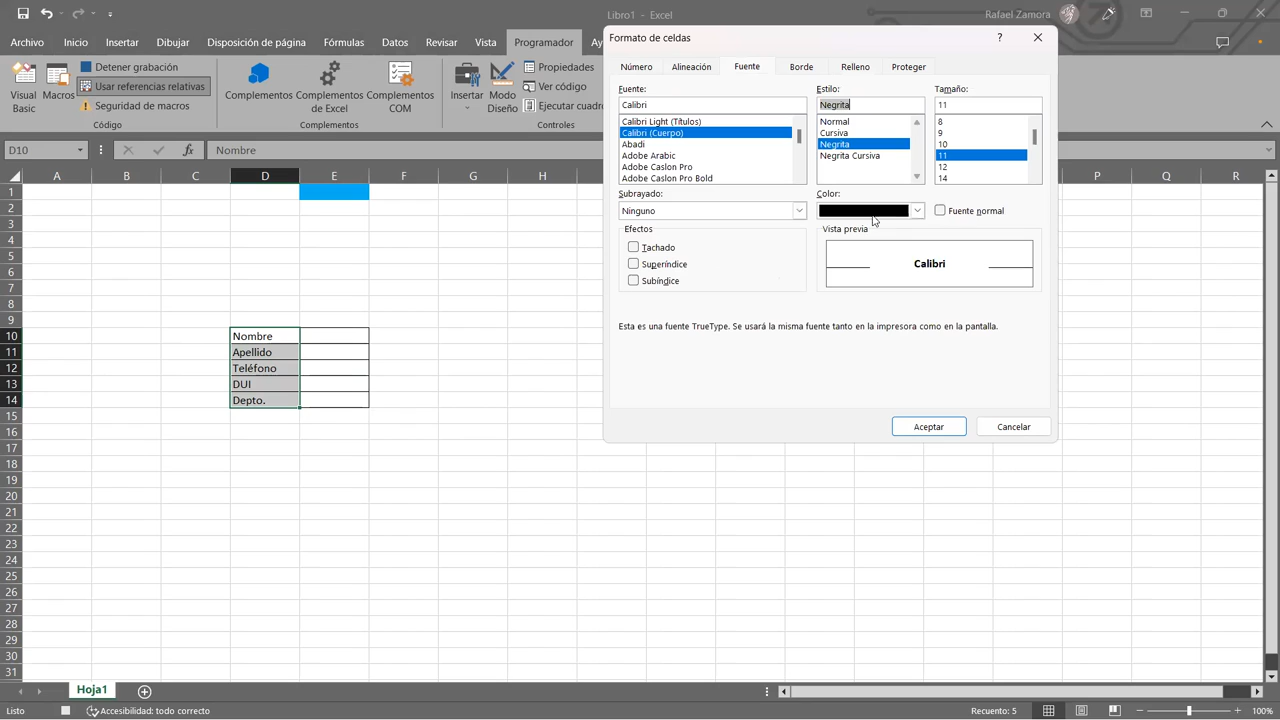 Libro1 - Excel
Rafael Zamora
Archivo Inicio Insertar Dibujar Disposición de página Fórmulas Datos Revisar Vista Programador Ay
Visual Basic
Macros
Detener grabación
Usar referencias relativas
Seguridad de macros
Código
Complementos
Complementos de Excel
Complementos COM
Complementos
Insertar
Modo Diseño
Propiedades
Ver código
Ejecutar cuadro
Controles
D10
fx
Nombre
A B C D E F G H P Q R
1
2
3
4
5
6
7
8
9
10 Nombre
11 Apellido
12 Teléfono
13 DUI
14 Depto.
15
16
17
18
19
20
21
22
23
24
25
26
27
28
29
30
31
Formato de celdas
?
Número Alineación Fuente Borde Relleno Proteger
Fuente: Estilo: Tamaño:
Calibri Negrita 11
Calibri Light (Títulos) Normal 8
Calibri (Cuerpo) Cursiva 9
Abadi Negrita 10
Adobe Arabic Negrita Cursiva 11
Adobe Caslon Pro 12
Adobe Caslon Pro Bold 14
Subrayado: Color:
Ninguno Fuente normal
Efectos Vista previa
Tachado
Superíndice
Subíndice
Calibri
Esta es una fuente TrueType. Se usará la misma fuente tanto en la impresora como en la pantalla.
Aceptar Cancelar
Hoja1
Listo
Accesibilidad: todo correcto
Recuento: 5
100%